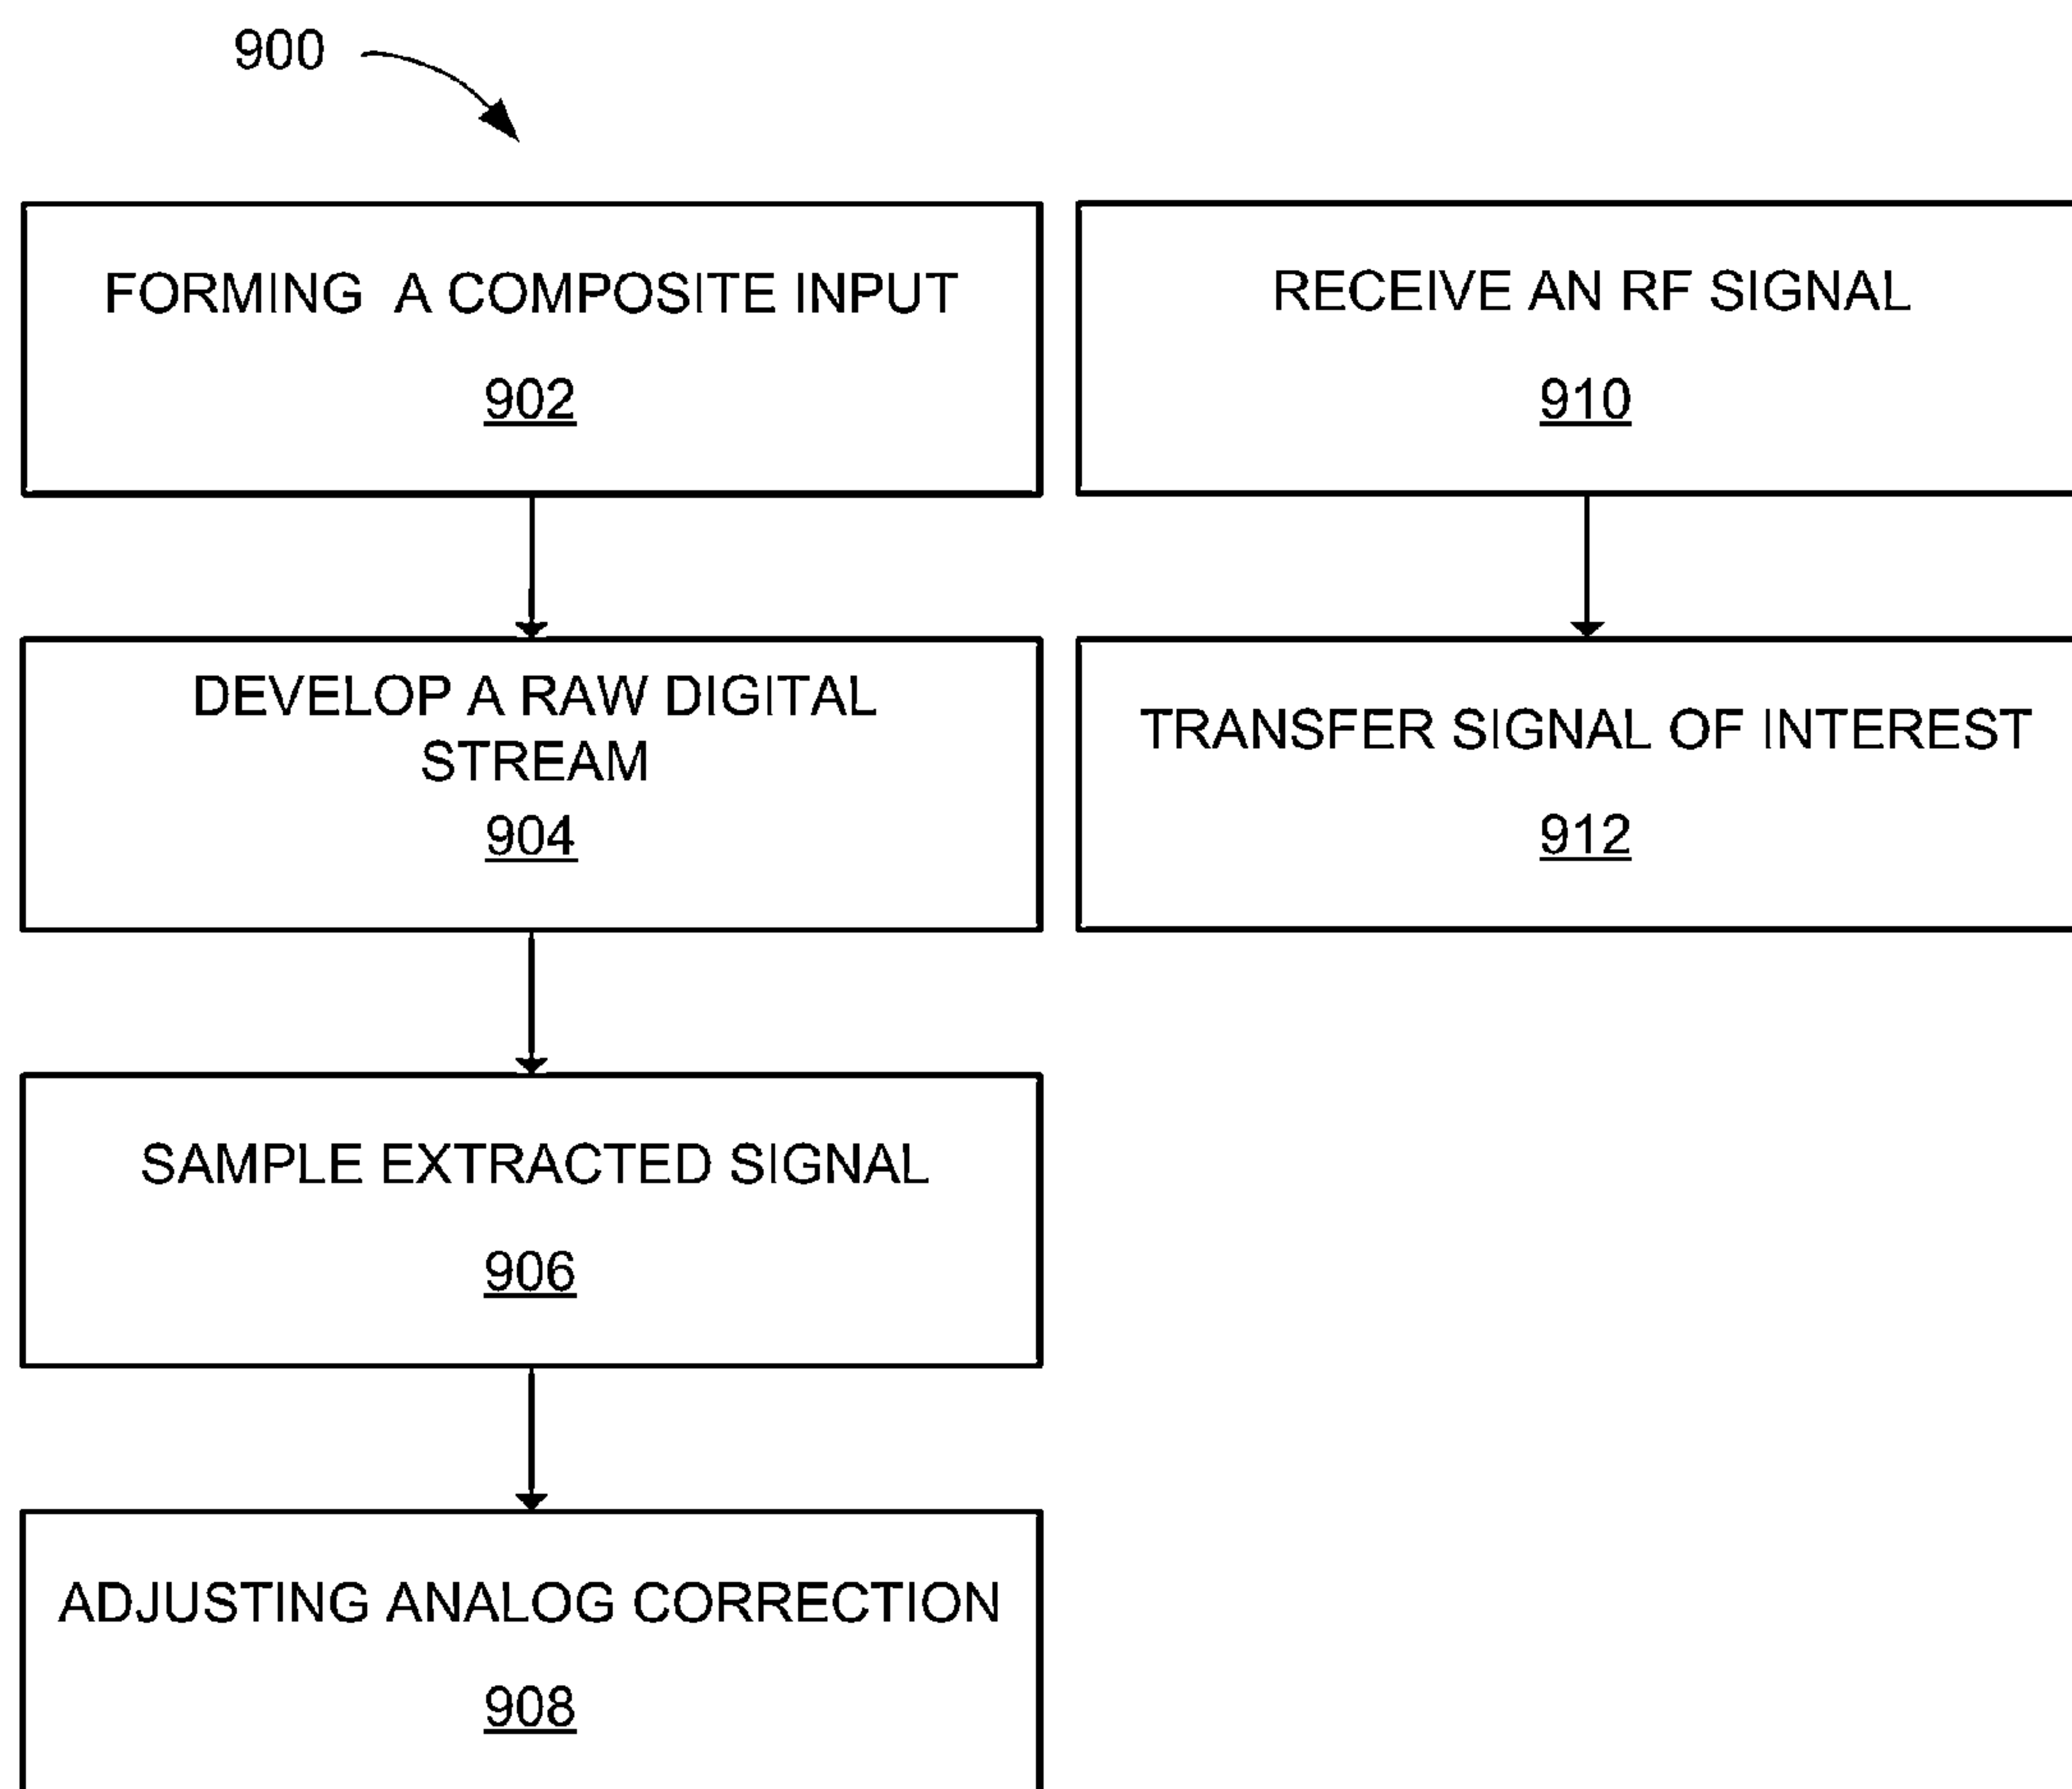 900
FORMING A COMPOSITE INPUT
902
DEVELOP A RAW DIGITAL
STREAM
904
SAMPLE EXTRACTED SIGNAL
906
ADJUSTING ANALOG CORRECTION
908
RECEIVE AN RF SIGNAL
910
TRANSFER SIGNAL OF INTEREST
912